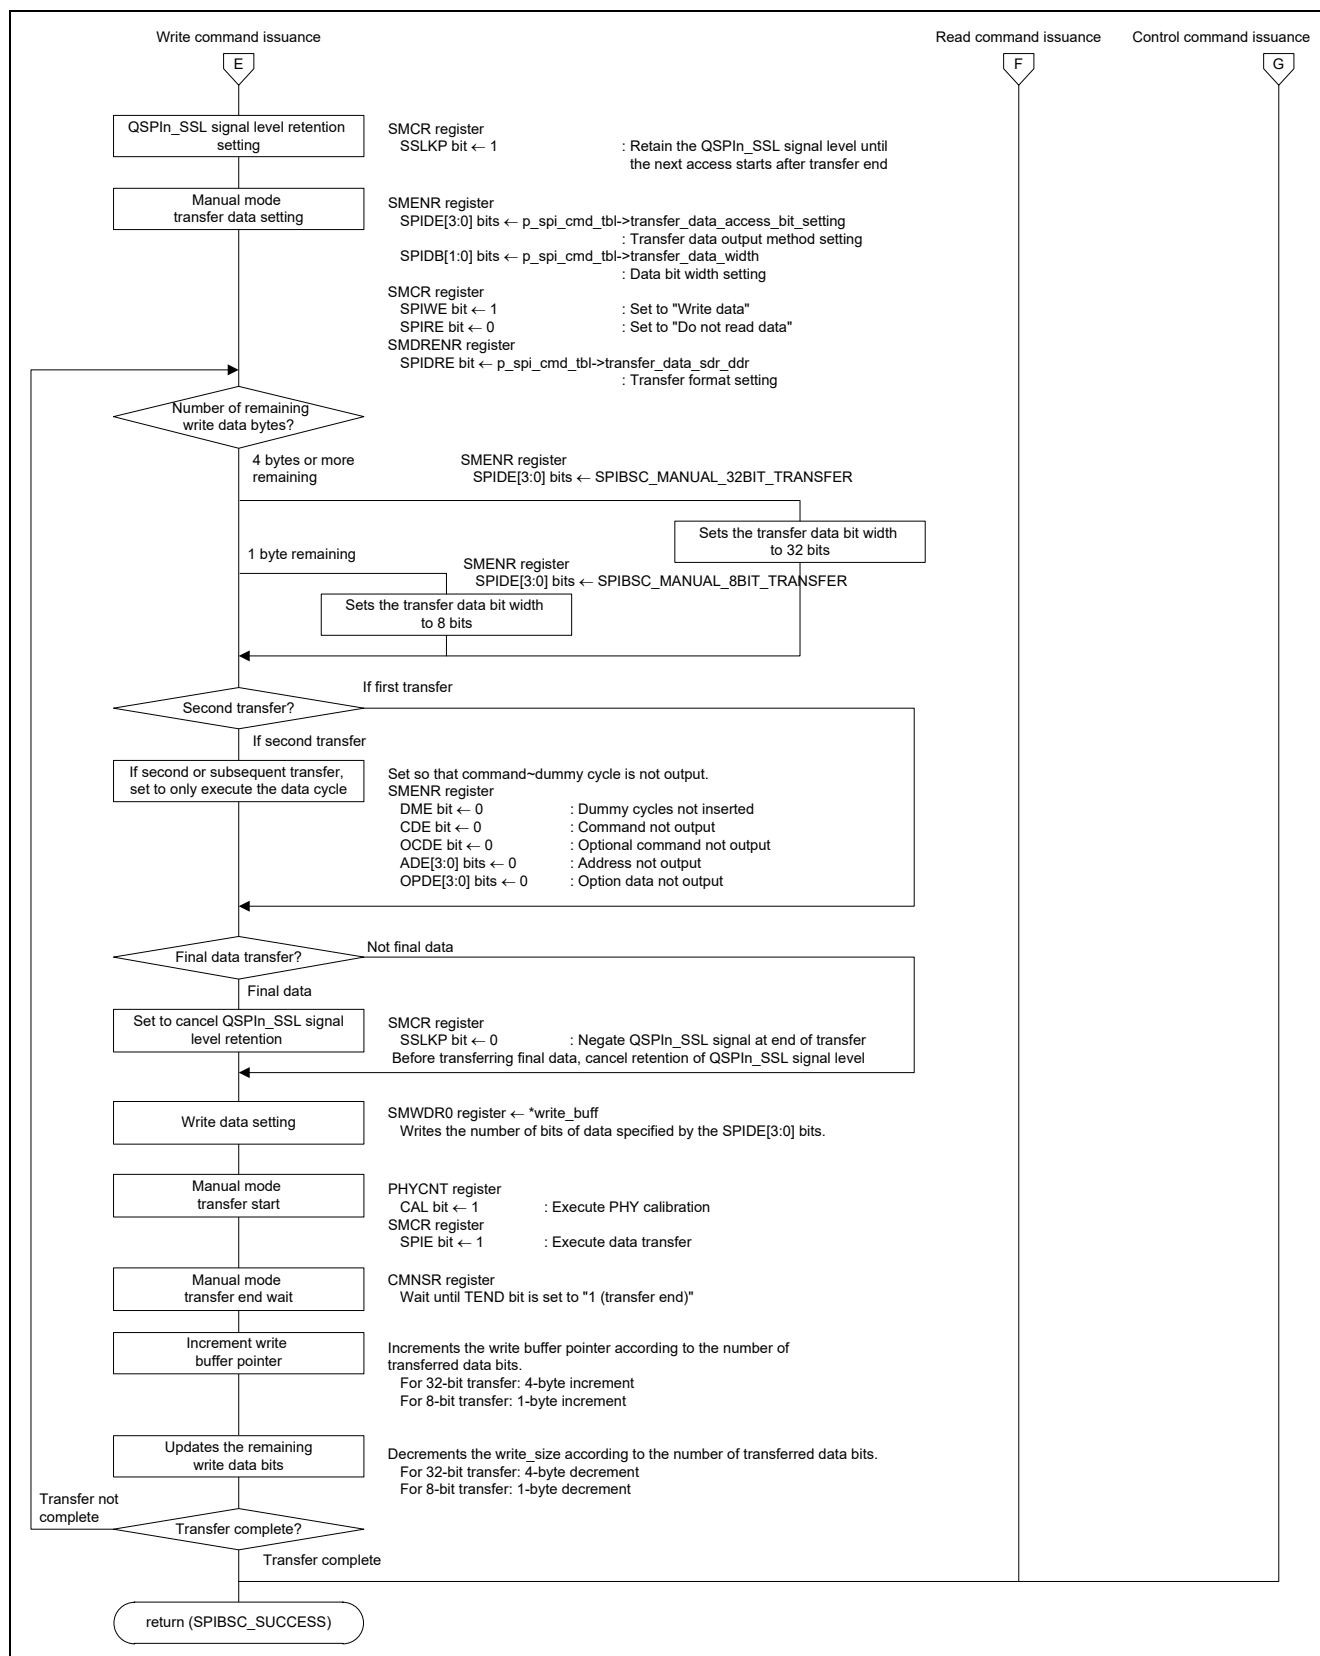 Write command issuance
Read command issuance
Control command issuance
E
F
G
QSPIn_SSL signal level retention
setting
SMCR register
SSLKP bit ← 1 : Retain the QSPIn_SSL signal level until
the next access starts after transfer end
Manual mode
transfer data setting
SMENR register
SPIDE[3:0] bits ← p_spi_cmd_tbl->transfer_data_access_bit_setting
: Transfer data output method setting
SPIDB[1:0] bits ← p_spi_cmd_tbl->transfer_data_width
: Data bit width setting
SMCR register
SPIWE bit ← 1 : Set to "Write data"
SPIRE bit ← 0 : Set to "Do not read data"
SMDRENR register
SPIDRE bit ← p_spi_cmd_tbl->transfer_data_sdr_ddr
: Transfer format setting
Number of remaining
write data bytes?
4 bytes or more
remaining
SMENR register
SPIDE[3:0] bits ← SPIBSC_MANUAL_32BIT_TRANSFER
Sets the transfer data bit width
to 32 bits
1 byte remaining
SMENR register
SPIDE[3:0] bits ← SPIBSC_MANUAL_8BIT_TRANSFER
Sets the transfer data bit width
to 8 bits
If first transfer
Second transfer?
If second transfer
If second or subsequent transfer,
set to only execute the data cycle
Set so that command~dummy cycle is not output.
SMENR register
DME bit ← 0 : Dummy cycles not inserted
CDE bit ← 0 : Command not output
OCDE bit ← 0 : Optional command not output
ADE[3:0] bits ← 0 : Address not output
OPDE[3:0] bits ← 0 : Option data not output
Not final data
Final data transfer?
Final data
Set to cancel QSPIn_SSL signal
level retention
SMCR register
SSLKP bit ← 0 : Negate QSPIn_SSL signal at end of transfer
Before transferring final data, cancel retention of QSPIn_SSL signal level
Write data setting
SMWDR0 register ← *write_buff
Writes the number of bits of data specified by the SPIDE[3:0] bits.
Manual mode
transfer start
PHYCNT register
CAL bit ← 1 : Execute PHY calibration
SMCR register
SPIE bit ← 1 : Execute data transfer
Manual mode
transfer end wait
CMNSR register
Wait until TEND bit is set to "1 (transfer end)"
Increment write
buffer pointer
Increments the write buffer pointer according to the number of
transferred data bits.
For 32-bit transfer: 4-byte increment
For 8-bit transfer: 1-byte increment
Updates the remaining
write data bits
Decrements the write_size according to the number of transferred data bits.
For 32-bit transfer: 4-byte decrement
For 8-bit transfer: 1-byte decrement
Transfer not
complete
Transfer complete?
Transfer complete
return (SPIBSC_SUCCESS)